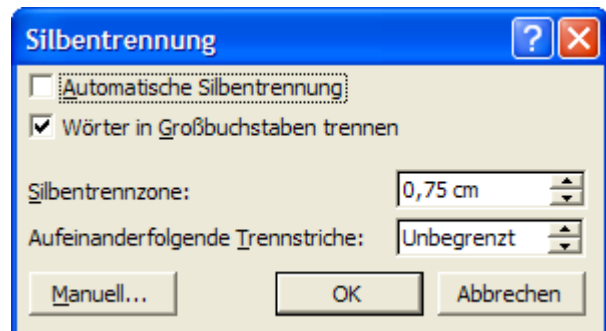 Silbentrennung
Automatische Silbentrennung
Wörter in Großbuchstaben trennen
Silbentrennzone: 0,75 cm
Aufeinanderfolgende Trennstriche: Unbegrenzt
Manuell... OK Abbrechen